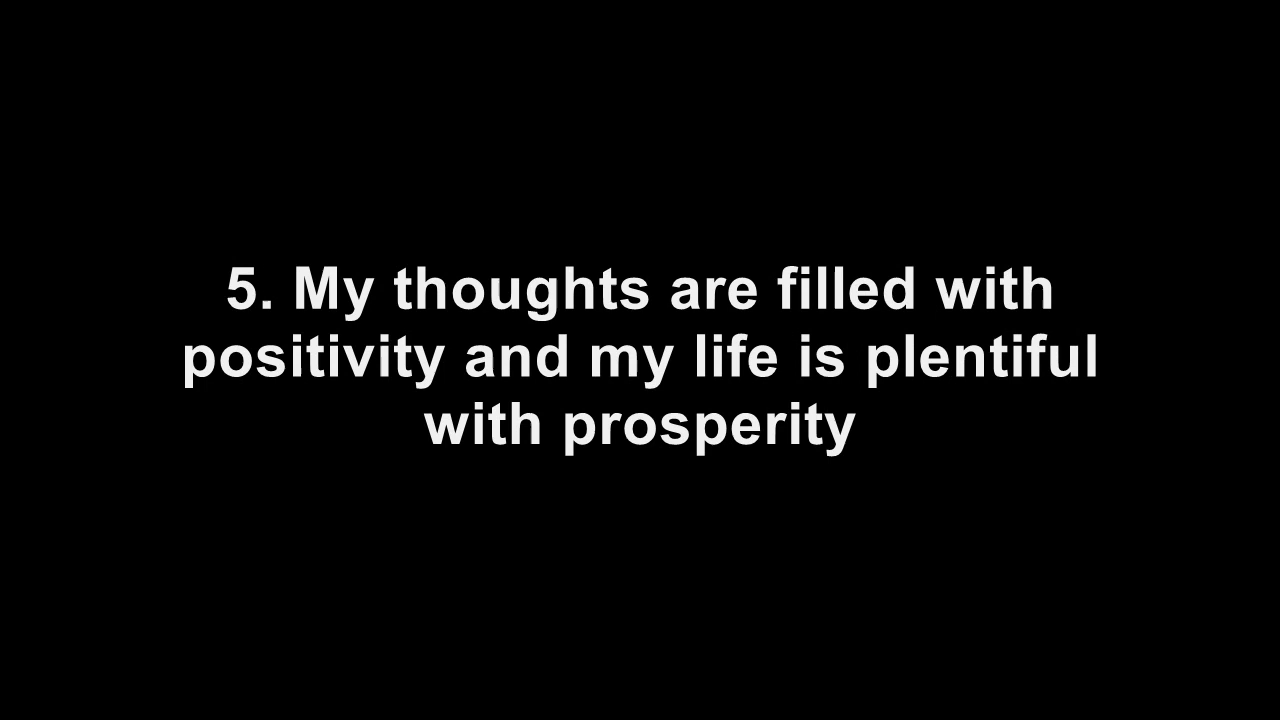 5. My thoughts are filled with
positivity and my life is plentiful
with prosperity